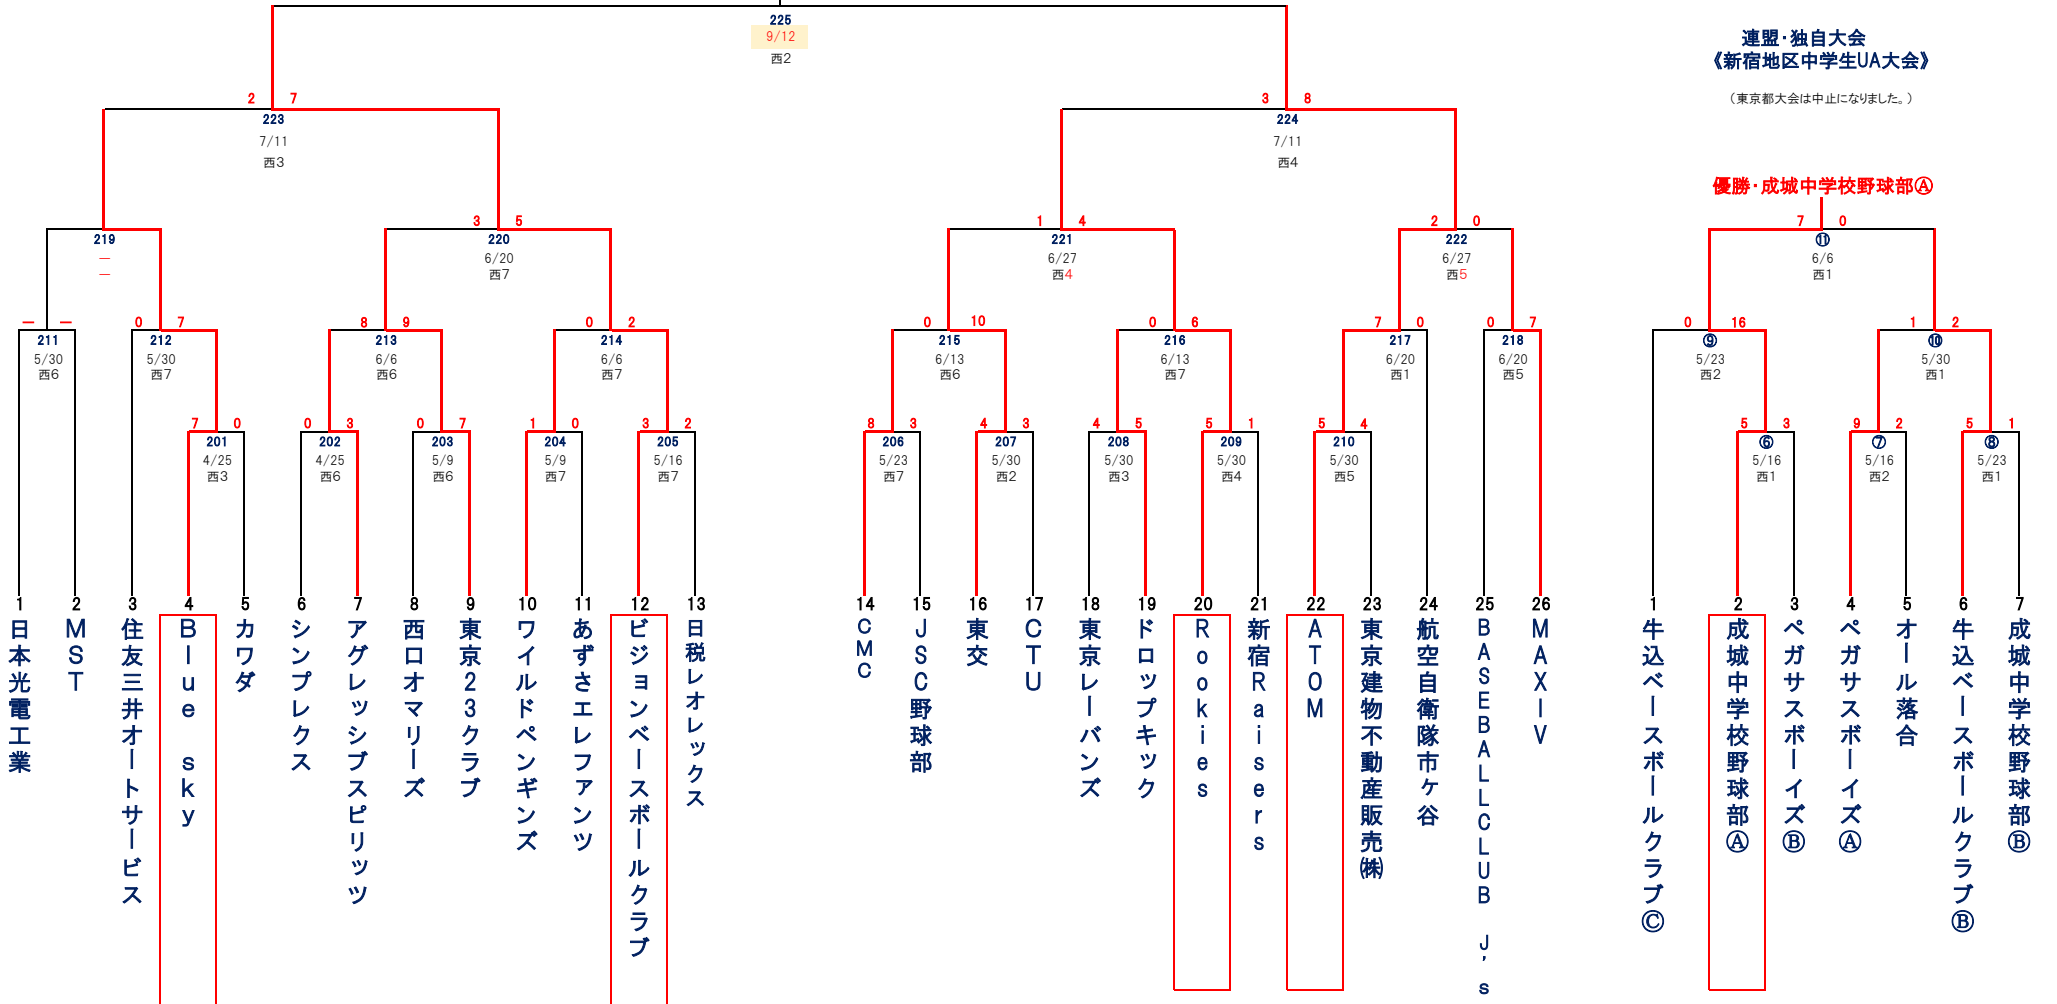 225
9/12
西2
連盟・独自大会
《新宿地区中学生UA大会》
（東京都大会は中止になりました。）
2 7
223
7/11
西3
3 8
224
7/11
西4
優勝・成城中学校野球部Ⓐ
219
—
—
3 5
220
6/20
西7
1 4
221
6/27
西4
2 0
222
6/27
西5
7 0
⑪
6/6
西1
— —
211
5/30
西6
0 7
212
5/30
西7
8 9
213
6/6
西6
0 2
214
6/6
西7
0 10
215
6/13
西6
0 6
216
6/13
西7
7 0
217
6/20
西1
0 7
218
6/20
西5
0 16
⑨
5/23
西2
1 2
⑩
5/30
西1
7 0
201
4/25
西3
0 3
202
4/25
西6
0 7
203
5/9
西6
1 0
204
5/9
西7
3 2
205
5/16
西7
8 3
206
5/23
西7
4 3
207
5/30
西2
4 5
208
5/30
西3
5 1
209
5/30
西4
5 4
210
5/30
西5
5 3
⑥
5/16
西1
9 2
⑦
5/16
西2
5 1
⑧
5/23
西1
1
日本光電工業
2
MST
3
住友三井オートサービス
4
Blue sky
5
カワダ
6
シンプレクス
7
アグレッシブスピリッツ
8
西口オマリーズ
9
東京23クラブ
10
ワイルドペンギンズ
11
あずさエレファンツ
12
ビジョンベースボールクラブ
13
日税レオレックス
14
CMC
15
JSC野球部
16
東交
17
CTU
18
東京レーバンズ
19
ドロップキック
20
Rookies
21
新宿Raisers
22
ATOM
23
東京建物不動産販売㈱
24
航空自衛隊市ケ谷
25
BASEBALLCLUB J's
26
MAXIV
1
牛込ベースボールクラブⒸ
2
成城中学校野球部Ⓐ
3
ペガサスボーイズⒷ
4
ペガサスボーイズⒶ
5
オール落合
6
牛込ベースボールクラブⒷ
7
成城中学校野球部Ⓑ